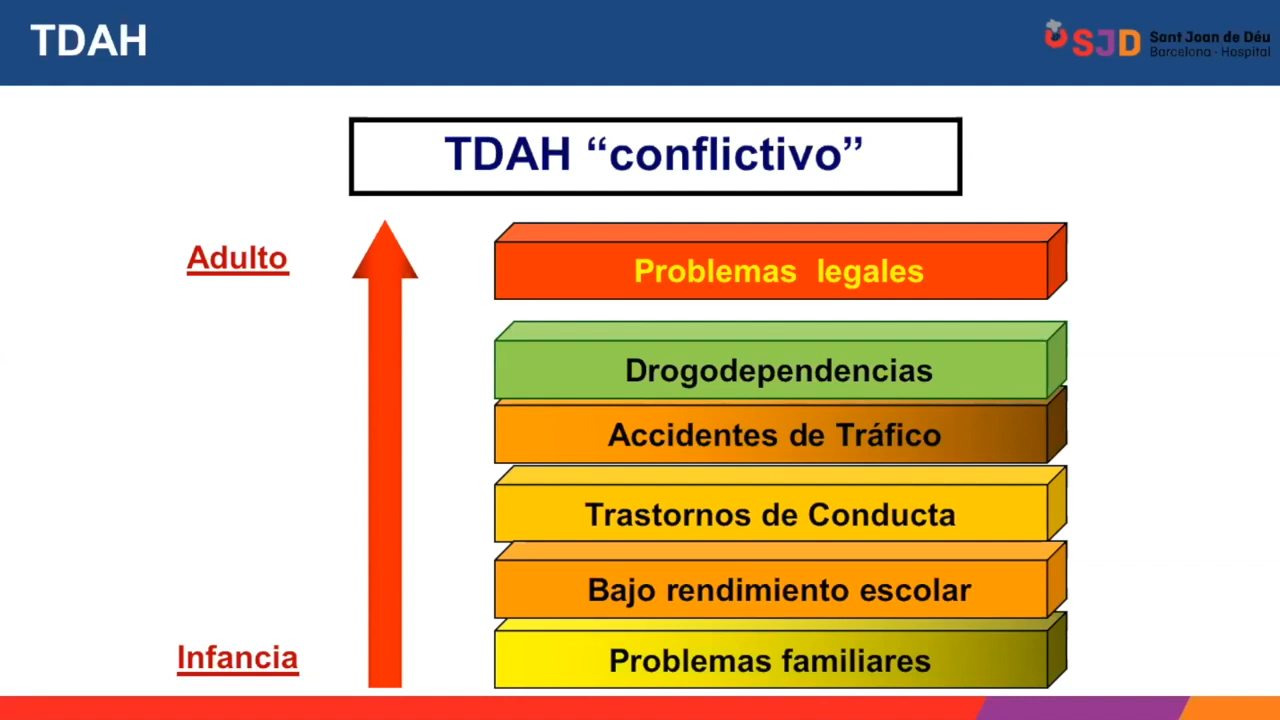 TDAH
SJD Sant Joan de Déu
Barcelona - Hospital
TDAH “conflictivo”
Adulto
Problemas legales
Drogodependencias
Accidentes de Tráfico
Trastornos de Conducta
Bajo rendimiento escolar
Infancia
Problemas familiares